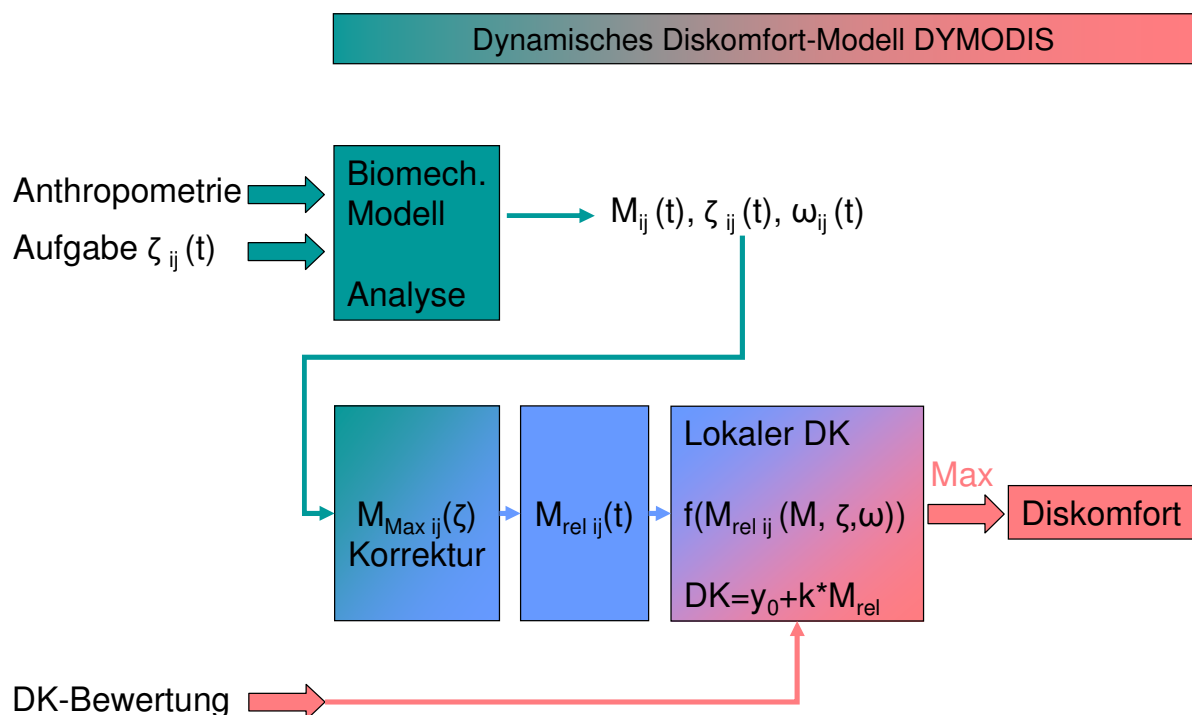 Dynamisches Diskomfort-Modell DYMODIS
Anthropometrie
Aufgabe ζ ij (t)
Biomech.
Modell
Analyse
Mij (t), ζ ij (t), ωij (t)
MMax ij(ζ)
Korrektur
Mrel ij(t)
Lokaler DK
f(Mrel ij (M, ζ,ω))
DK=y0+k*Mrel
Max
Diskomfort
DK-Bewertung